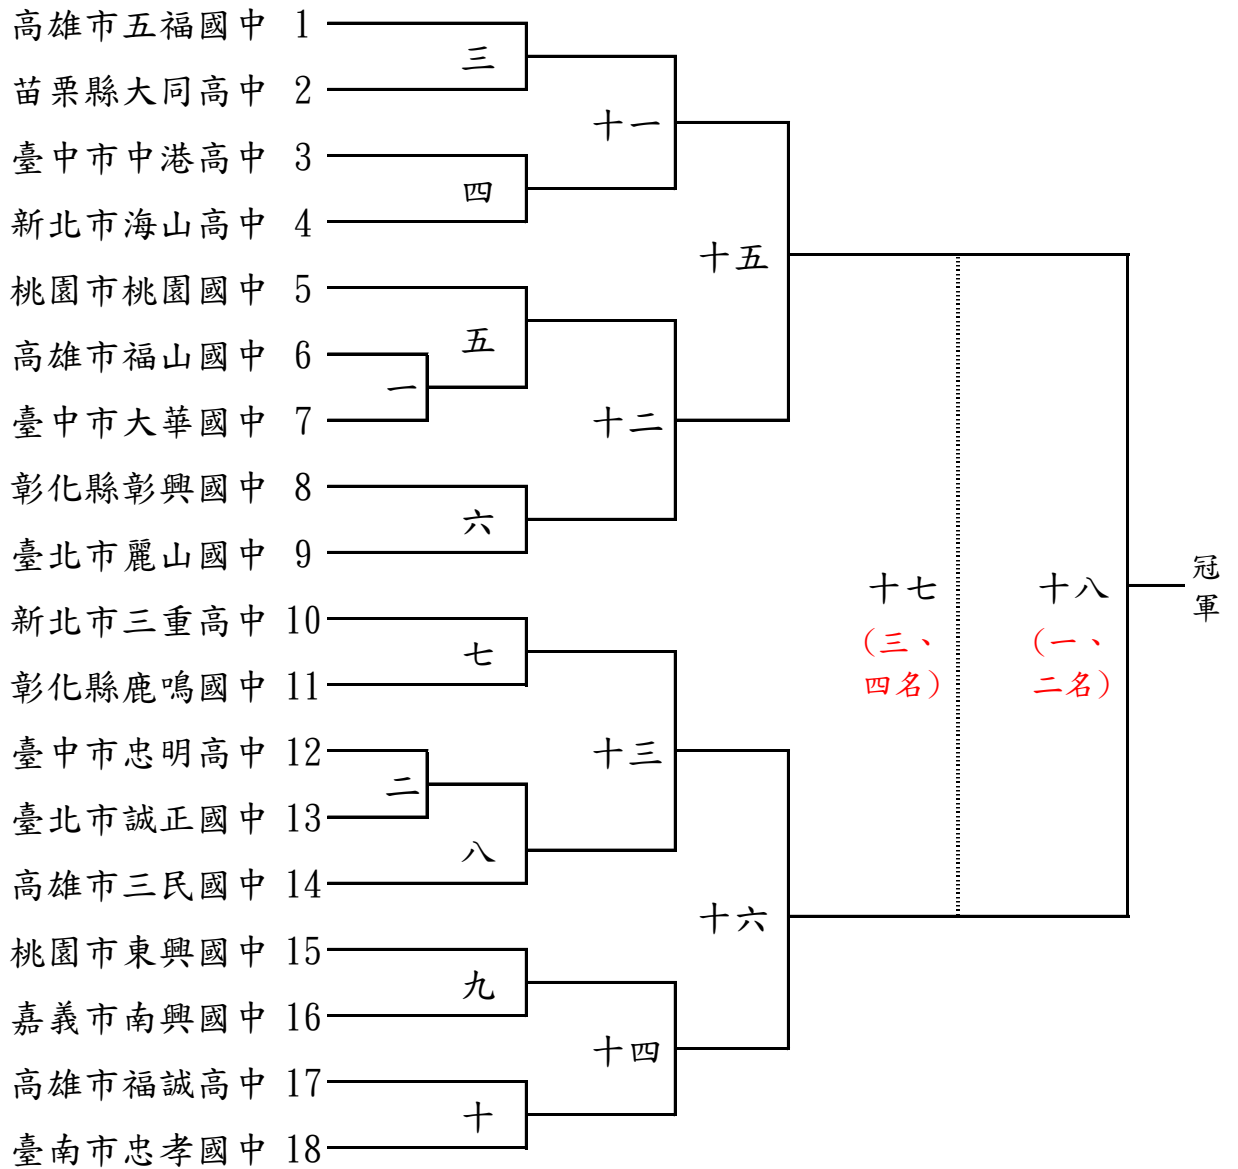 高雄市五福國中 1
三
苗栗縣大同高中 2
十一
臺中市中港高中 3
四
新北市海山高中 4
十五
桃園市桃園國中 5
五
高雄市福山國中 6
一
臺中市大華國中 7
十二
彰化縣彰興國中 8
六
臺北市麗山國中 9
十七
(三、
四名)
十八
(一、
二名)
冠
軍
新北市三重高中 10
七
彰化縣鹿鳴國中 11
臺中市忠明高中 12
十三
二
臺北市誠正國中 13
八
高雄市三民國中 14
十六
桃園市東興國中 15
九
嘉義市南興國中 16
十四
高雄市福誠高中 17
十
臺南市忠孝國中 18